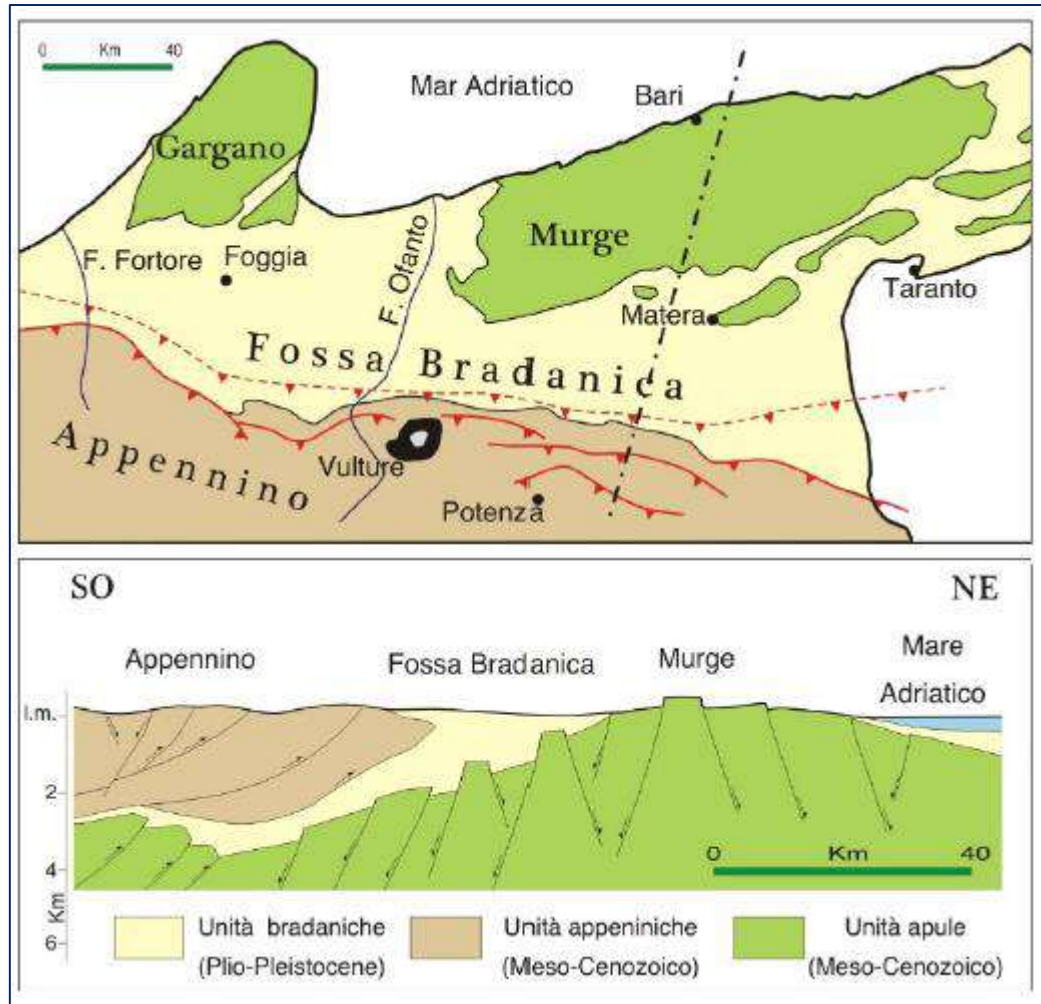 0 Km 40
Mar Adriatico
Bari
Gargano
Murge
F. Fortore
Foggia
F. Ofanto
Matera
Taranto
Fossa Bradanica
Appennino
Vulture
Potenza
SO
NE
Appennino
Fossa Bradanica
Murge
Mare
Adriatico
l.m.
2
4
Km
6
0 Km 40
Unità bradaniche
(Plio-Pleistocene)
Unità appeniniche
(Meso-Cenozoico)
Unità apule
(Meso-Cenozoico)